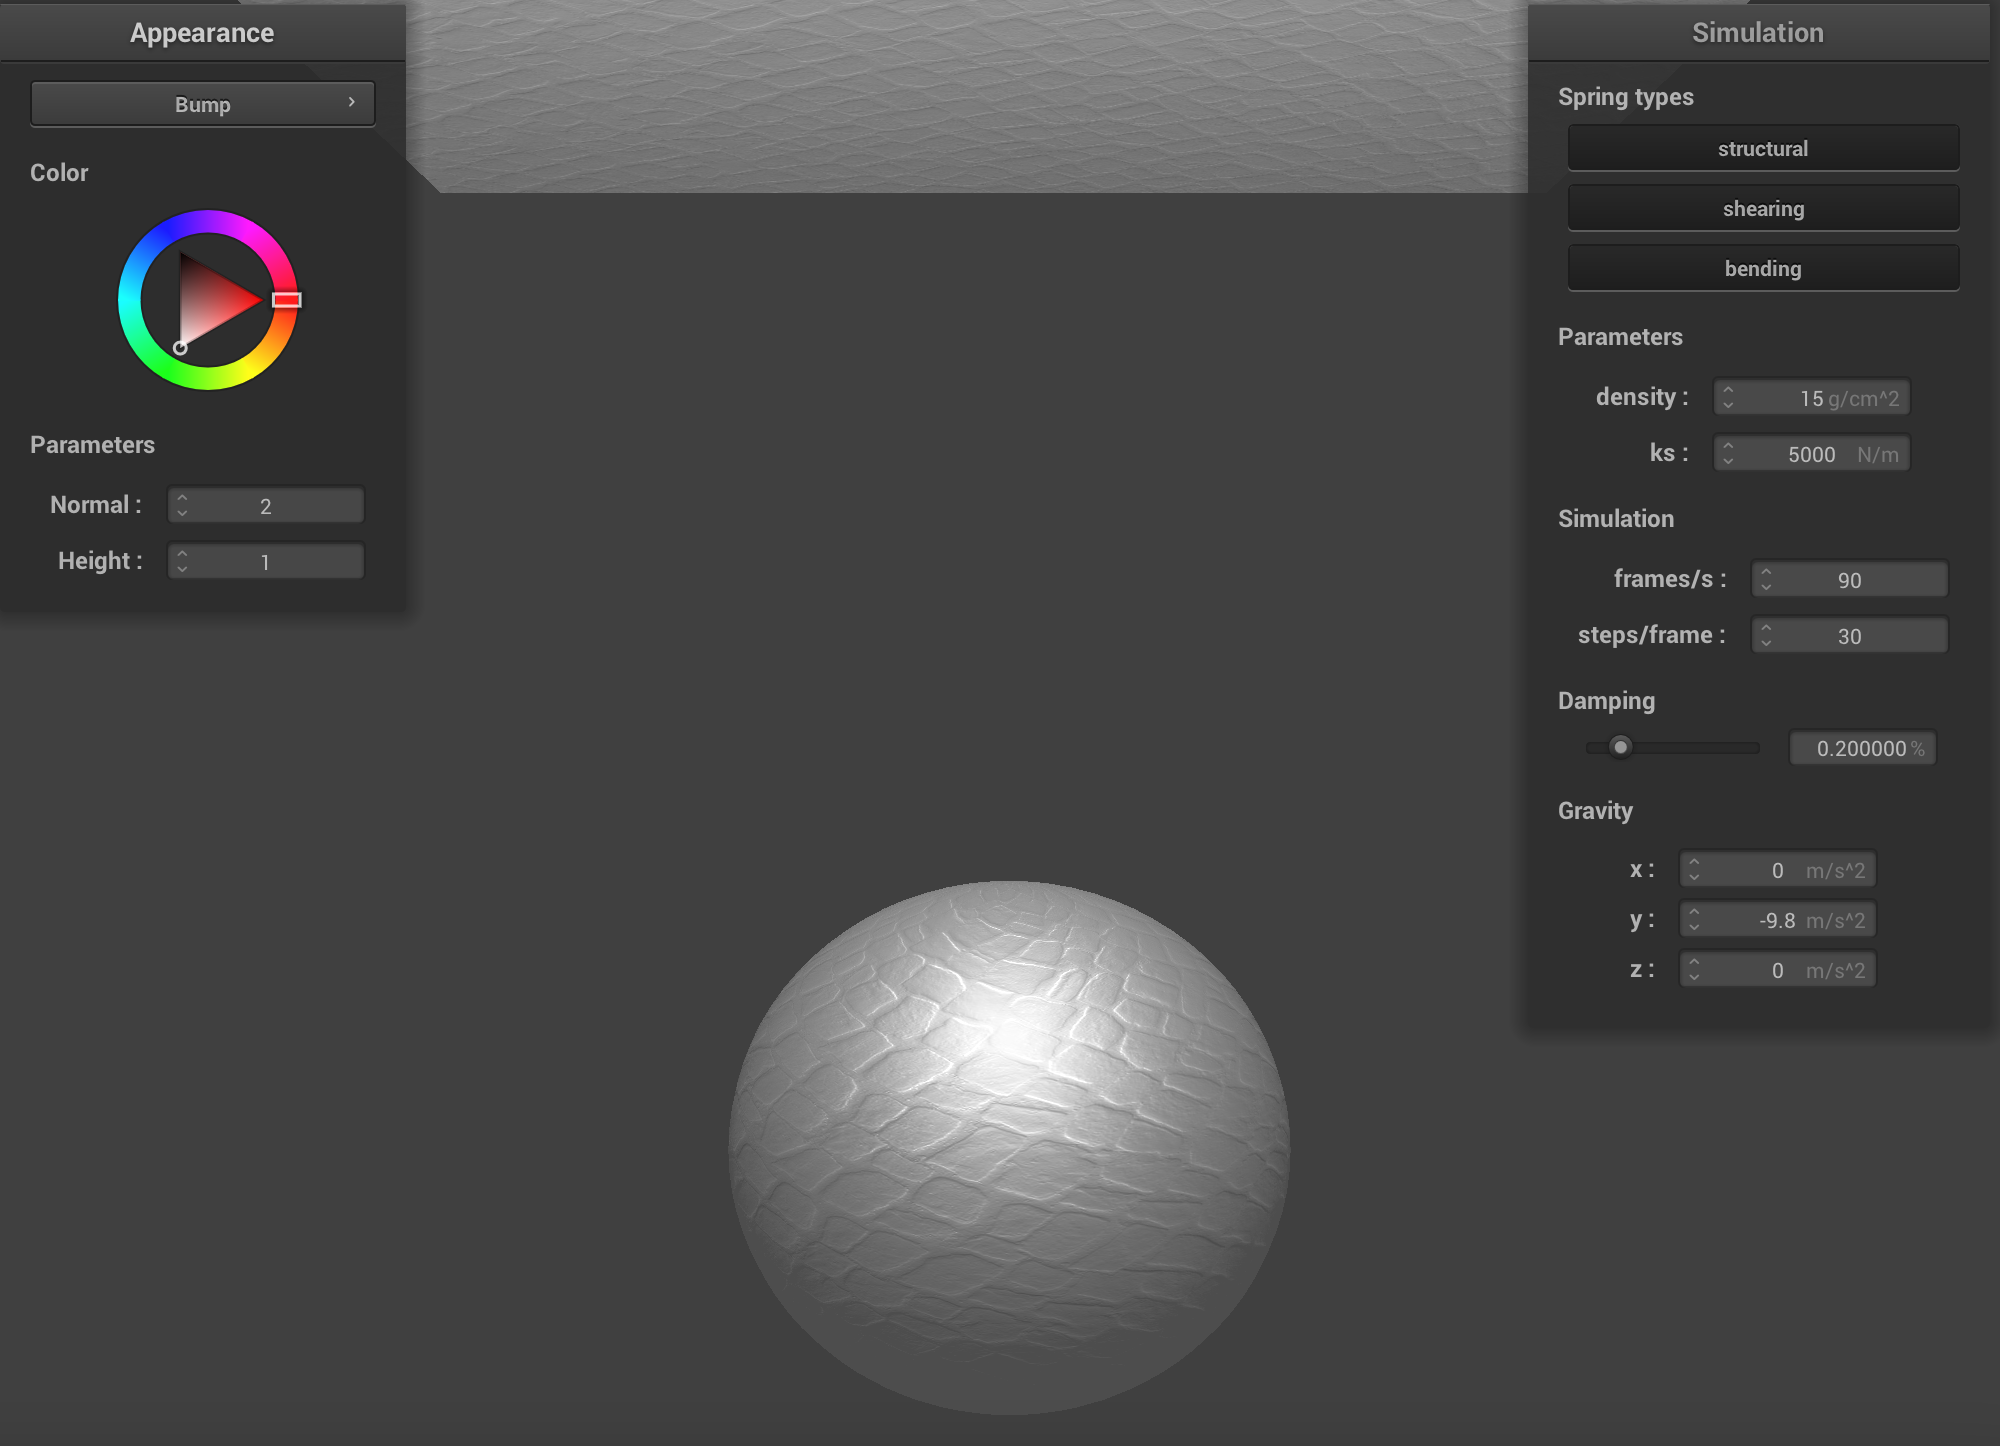 Appearance
Bump
Color
Parameters
Normal : 2
Height : 1
Simulation
Spring types
structural
shearing
bending
Parameters
density : 15 g/cm^2
ks : 5000 N/m
Simulation
frames/s : 90
steps/frame : 30
Damping
0.200000 %
Gravity
x : 0 m/s^2
y : -9.8 m/s^2
z : 0 m/s^2